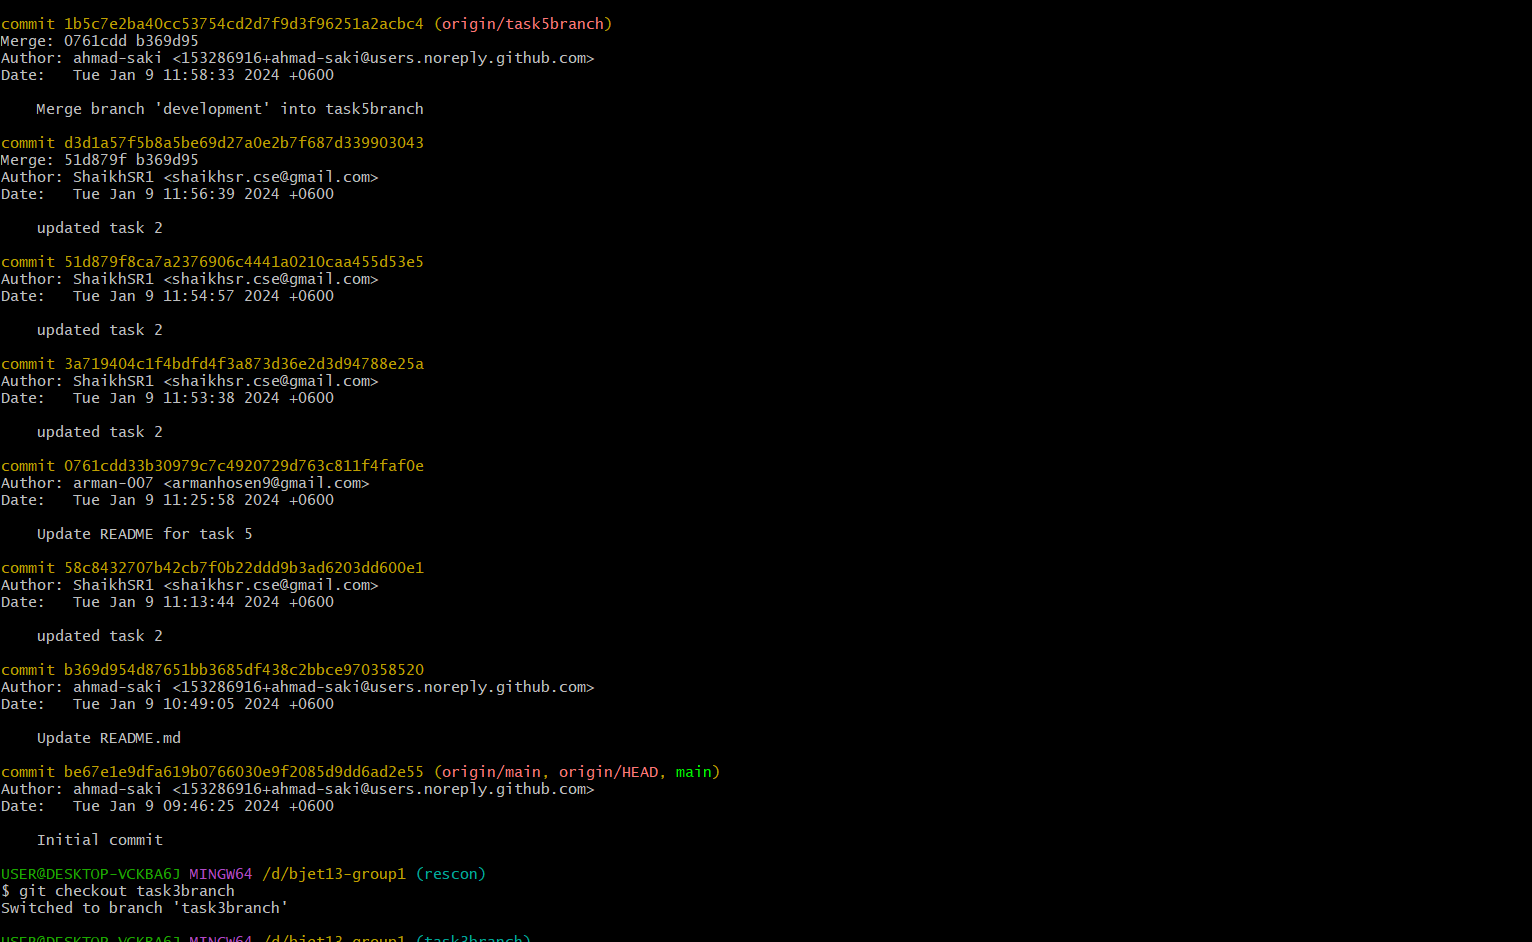 commit 1b5c7e2ba40cc53754cd2d7f9d3f96251a2acbc4 (origin/task5branch)
Merge: 0761cdd b369d95
Author: ahmad-saki <153286916+ahmad-saki@users.noreply.github.com>
Date:   Tue Jan 9 11:58:33 2024 +0600
    Merge branch 'development' into task5branch
commit d3d1a57f5b8a5be69d27a0e2b7f687d339903043
Merge: 51d879f b369d95
Author: ShaikhSR1 <shaikhsr.cse@gmail.com>
Date:   Tue Jan 9 11:56:39 2024 +0600
    updated task 2
commit 51d879f8ca7a2376906c4441a0210caa455d53e5
Author: ShaikhSR1 <shaikhsr.cse@gmail.com>
Date:   Tue Jan 9 11:54:57 2024 +0600
    updated task 2
commit 3a719404c1f4bdfd4f3a873d36e2d3d94788e25a
Author: ShaikhSR1 <shaikhsr.cse@gmail.com>
Date:   Tue Jan 9 11:53:38 2024 +0600
    updated task 2
commit 0761cdd33b30979c7c4920729d763c811f4faf0e
Author: arman-007 <armanhosen9@gmail.com>
Date:   Tue Jan 9 11:25:58 2024 +0600
    Update README for task 5
commit 58c8432707b42cb7f0b22ddd9b3ad6203dd600e1
Author: ShaikhSR1 <shaikhsr.cse@gmail.com>
Date:   Tue Jan 9 11:13:44 2024 +0600
    updated task 2
commit b369d954d87651bb3685df438c2bbce970358520
Author: ahmad-saki <153286916+ahmad-saki@users.noreply.github.com>
Date:   Tue Jan 9 10:49:05 2024 +0600
    Update README.md
commit be67e1e9dfa619b0766030e9f2085d9dd6ad2e55 (origin/main, origin/HEAD, main)
Author: ahmad-saki <153286916+ahmad-saki@users.noreply.github.com>
Date:   Tue Jan 9 09:46:25 2024 +0600
    Initial commit
USER@DESKTOP-VCKBA6J MINGW64 /d/bjet13-group1 (rescon)
$ git checkout task3branch
Switched to branch 'task3branch'
USER@DESKTOP-VCKBA6J MINGW64 /d/bjet13-group1 (task3branch)